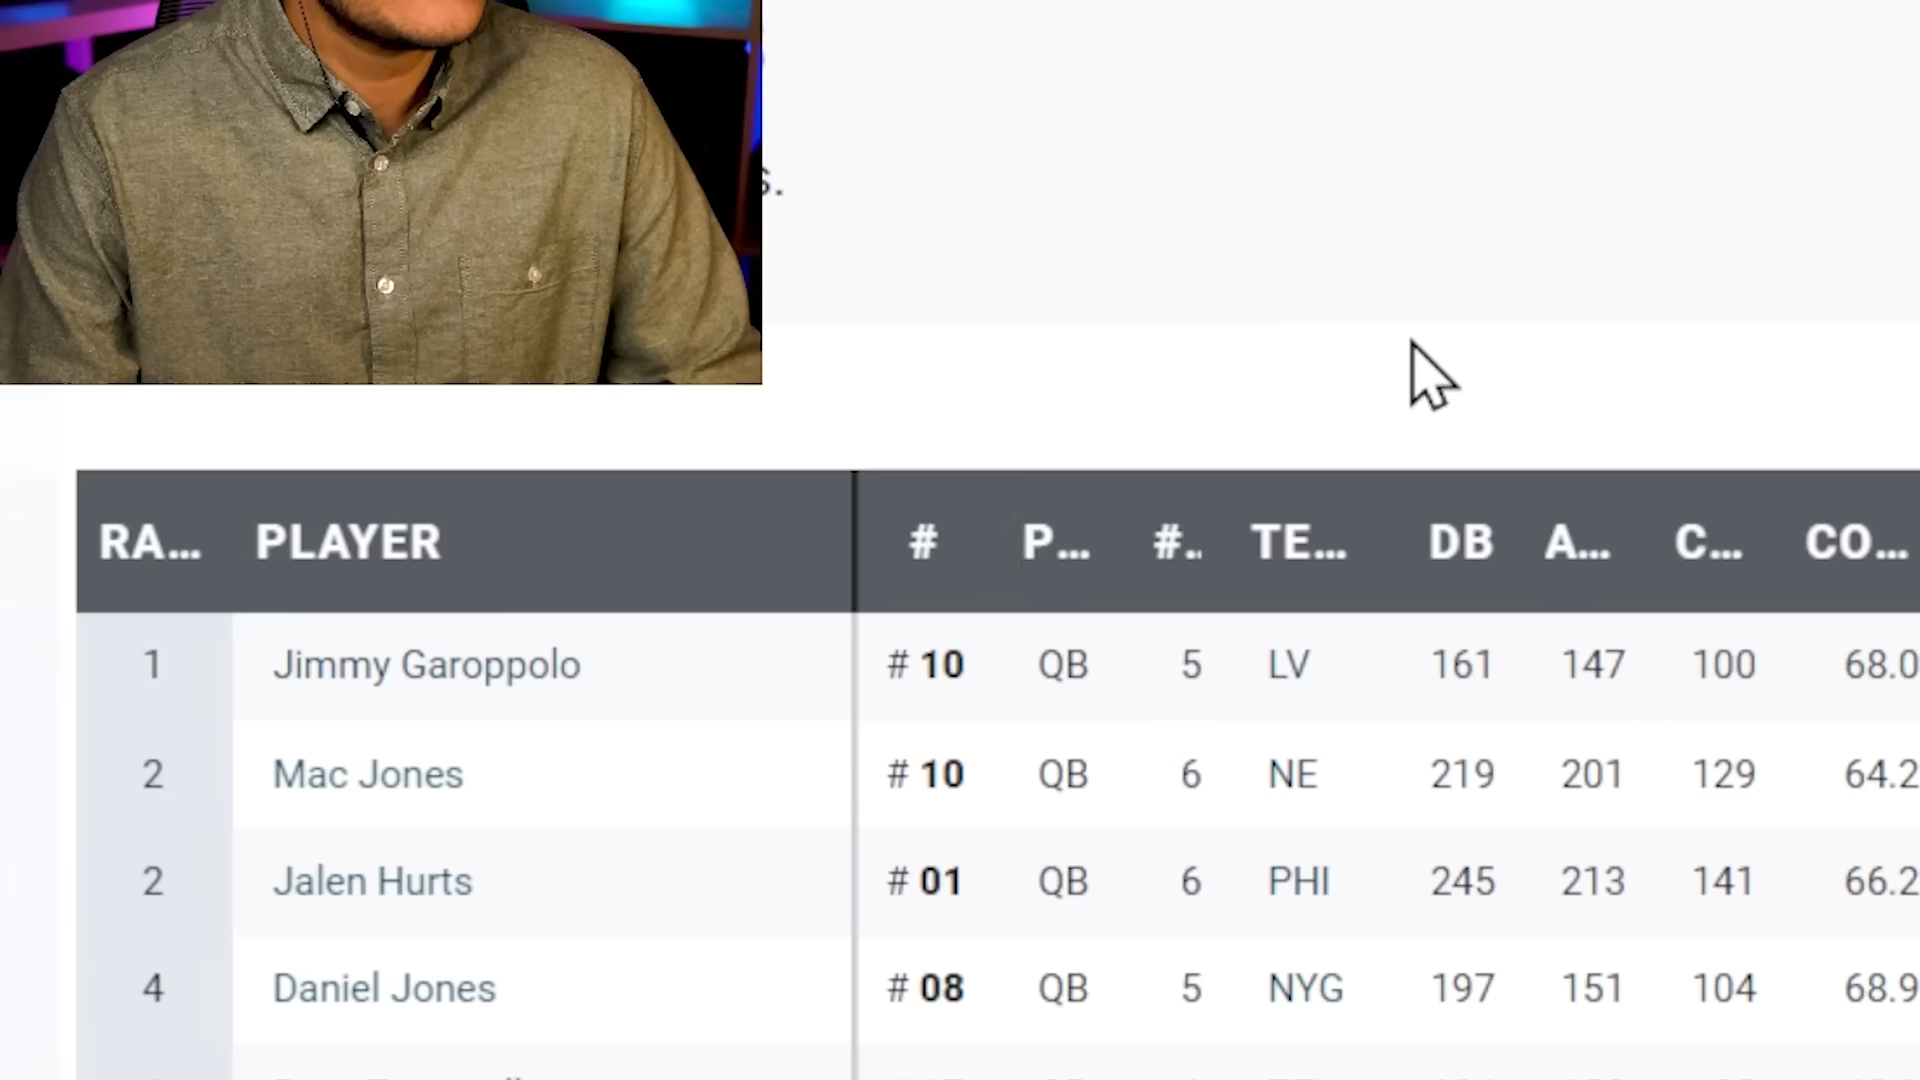 s.
RA... PLAYER # P... #.. TE... DB A... C... CO...
1 Jimmy Garoppolo # 10 QB 5 LV 161 147 100 68.0
2 Mac Jones # 10 QB 6 NE 219 201 129 64.2
2 Jalen Hurts # 01 QB 6 PHI 245 213 141 66.2
4 Daniel Jones # 08 QB 5 NYG 197 151 104 68.9